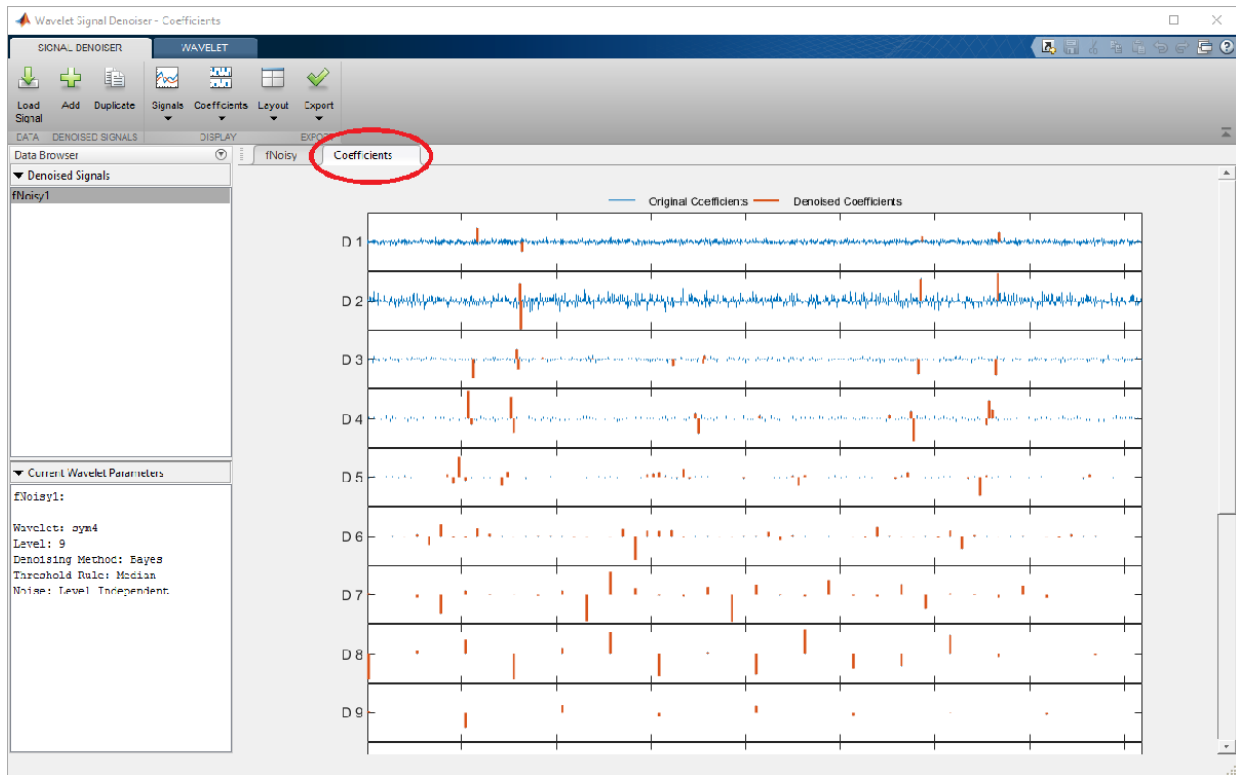 Wavelet Signal Denoiser - Coefficients
SIGNAL DENOISER WAVELET
Load Signal Add Duplicate Signals Coefficients Layout Export
DATA DENOISED SIGNALS DISPLAY EXPORT
Data Browser
Denoised Signals
fNoisy1
Current Wavelet Parameters
fNoisy1:
Wavelet: sym4
Level: 9
Denoising Method: Bayes
Threshold Rule: Median
Noise: Level Independent
fNoisy Coefficients
Original Coefficients Denoised Coefficients
D 1
D 2
D 3
D 4
D 5
D 6
D 7
D 8
D 9